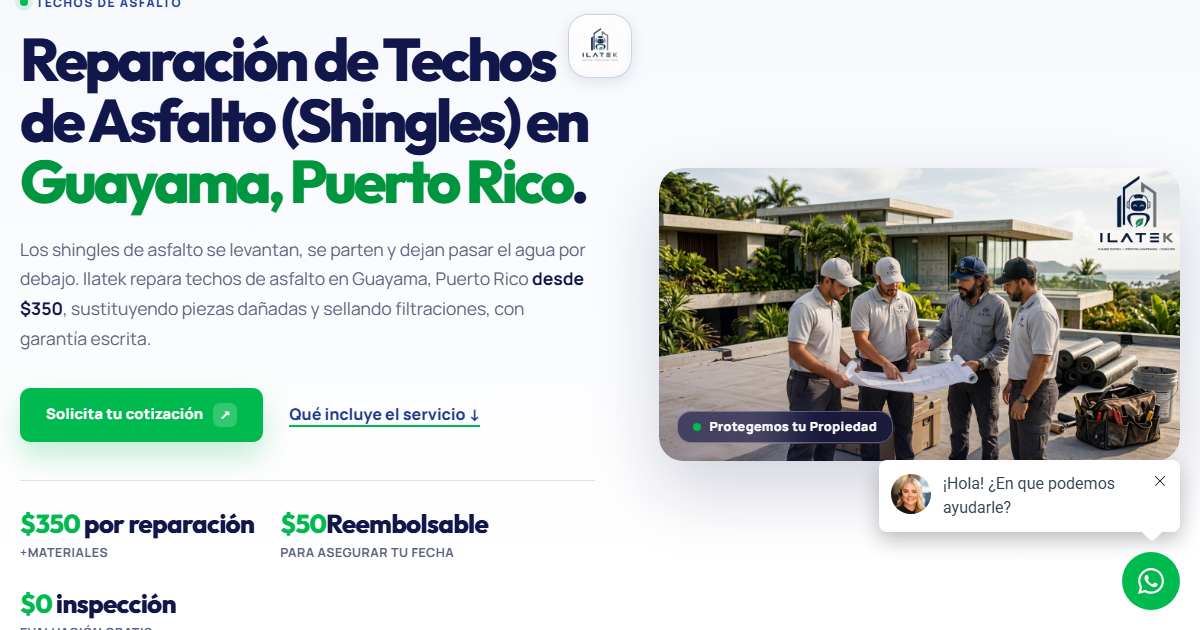 TECHOS DE ASFALTO
ILATEK
Reparación de Techos
de Asfalto (Shingles) en
Guayama, Puerto Rico.
Los shingles de asfalto se levantan, se parten y dejan pasar el agua por
debajo. Ilatek repara techos de asfalto en Guayama, Puerto Rico desde
$350, sustituyendo piezas dañadas y sellando filtraciones, con
garantía escrita.
Solicita tu cotización ↗
Qué incluye el servicio ↓
$350 por reparación
+MATERIALES
$50Reembolsable
PARA ASEGURAR TU FECHA
$0 inspección
EVALUACIÓN GRATIS
ILATEK
Protegemos tu Propiedad
¡Hola! ¿En que podemos
ayudarle?